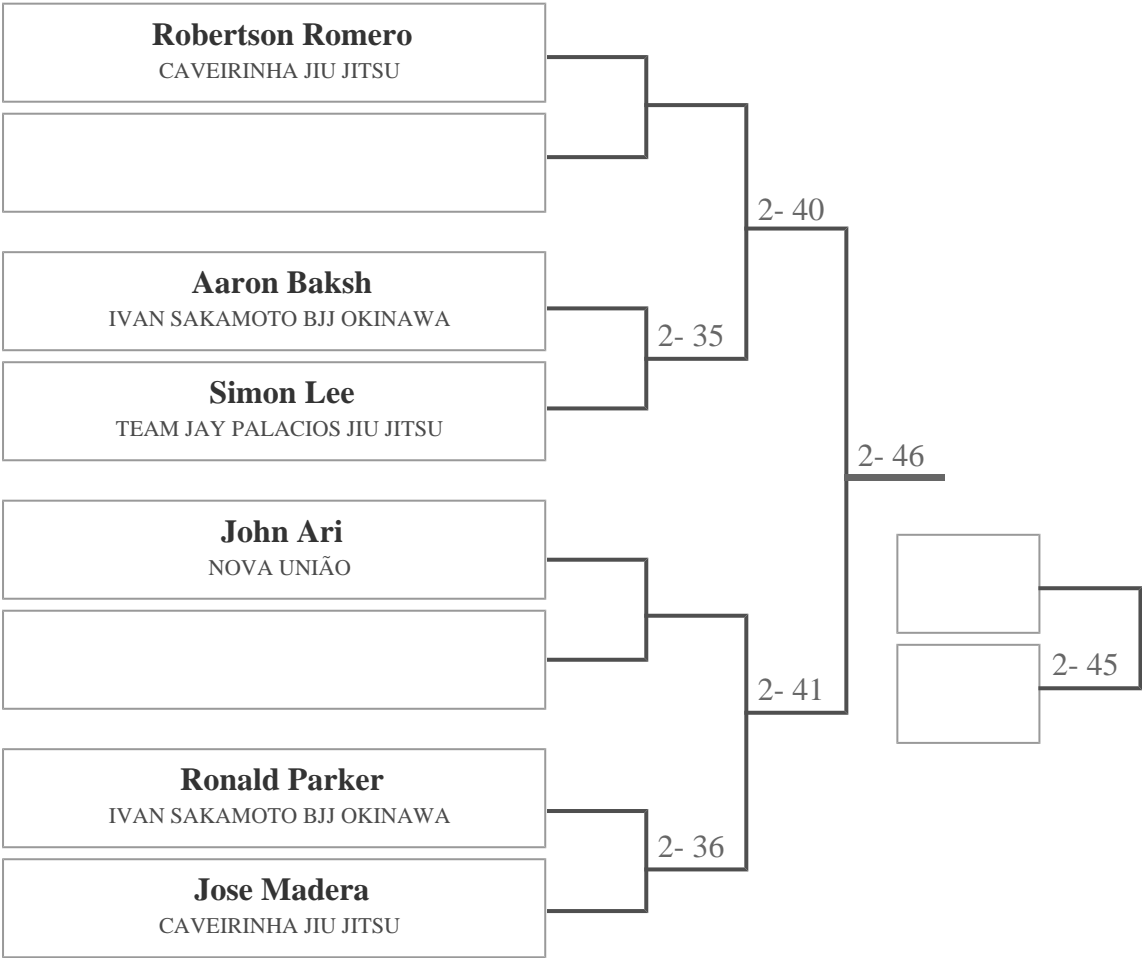 Robertson Romero
CAVEIRINHA JIU JITSU
2- 40
Aaron Baksh
IVAN SAKAMOTO BJJ OKINAWA
2- 35
Simon Lee
TEAM JAY PALACIOS JIU JITSU
2- 46
John Ari
NOVA UNIÃO
2- 45
2- 41
Ronald Parker
IVAN SAKAMOTO BJJ OKINAWA
2- 36
Jose Madera
CAVEIRINHA JIU JITSU